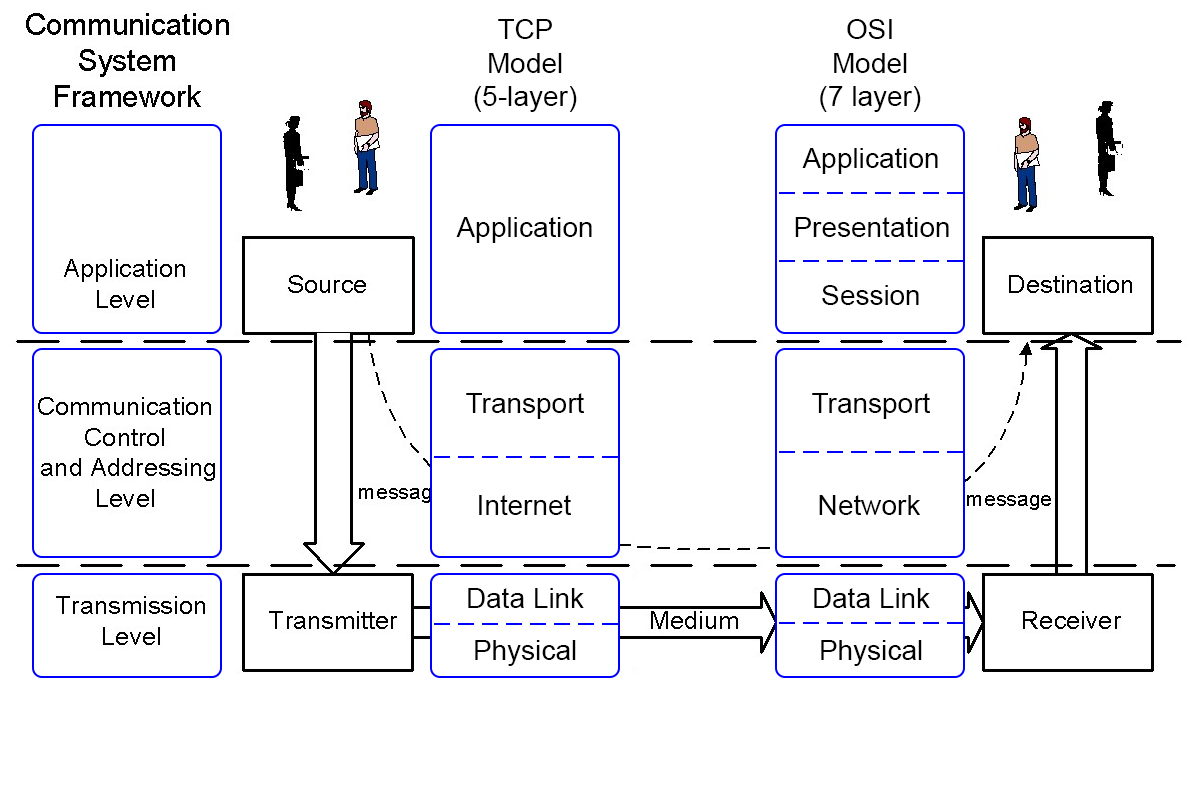 Communication
System
Framework
TCP
Model
(5-layer)
OSI
Model
(7 layer)
Application
Level
Source
Application
Application
Presentation
Session
Destination
Communication
Control
and Addressing
Level
messag
Transport
Internet
Transport
Network
message
Transmission
Level
Transmitter
Data Link
Physical
Medium
Data Link
Physical
Receiver